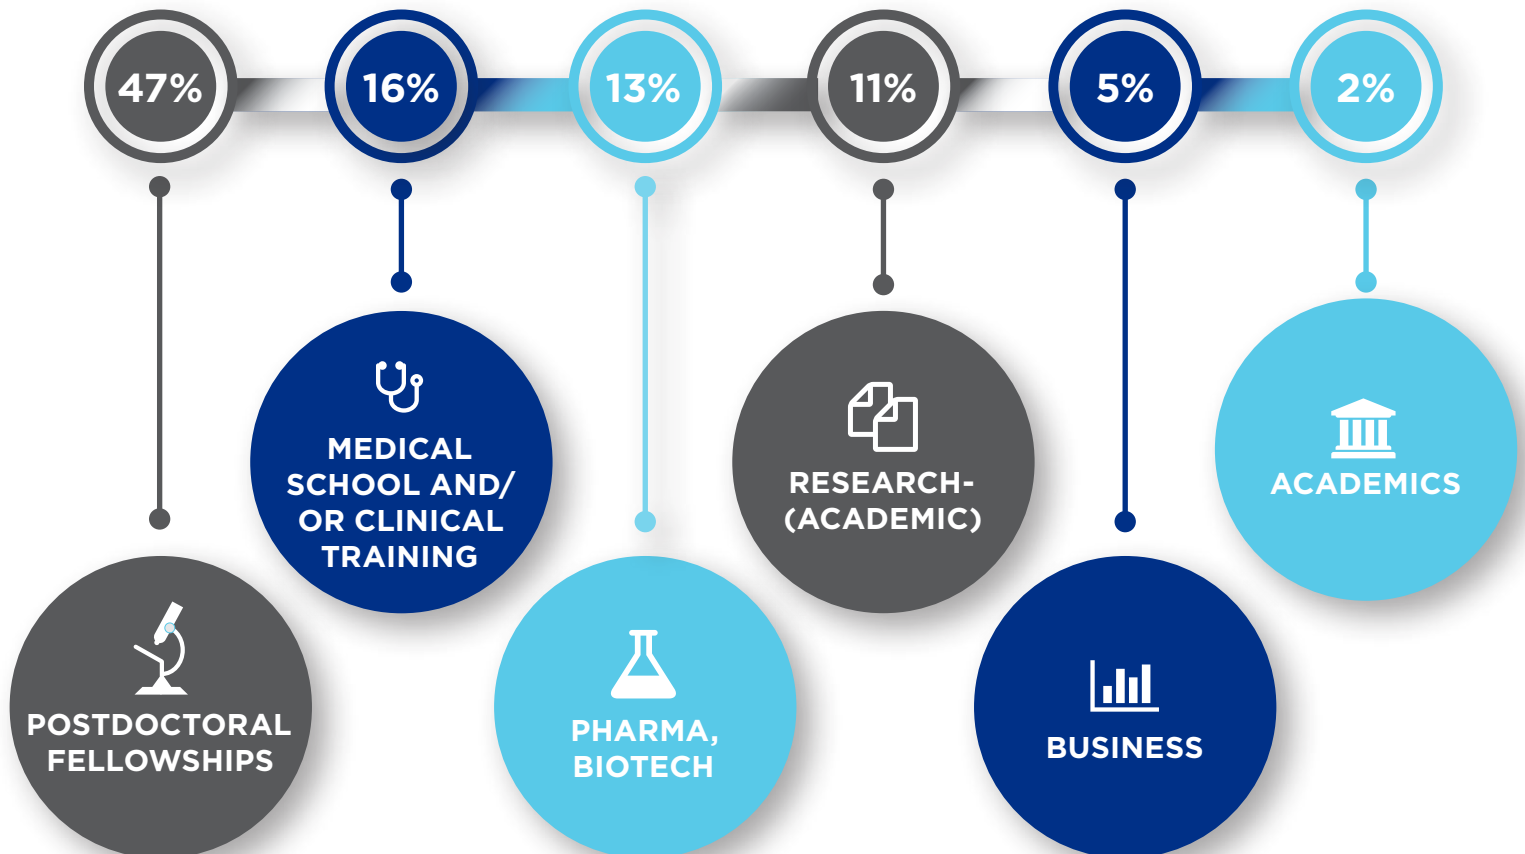 47%
16%
13%
11%
5%
2%
MEDICAL
SCHOOL AND/
OR CLINICAL
TRAINING
RESEARCH-
(ACADEMIC)
ACADEMICS
POSTDOCTORAL
FELLOWSHIPS
PHARMA,
BIOTECH
BUSINESS